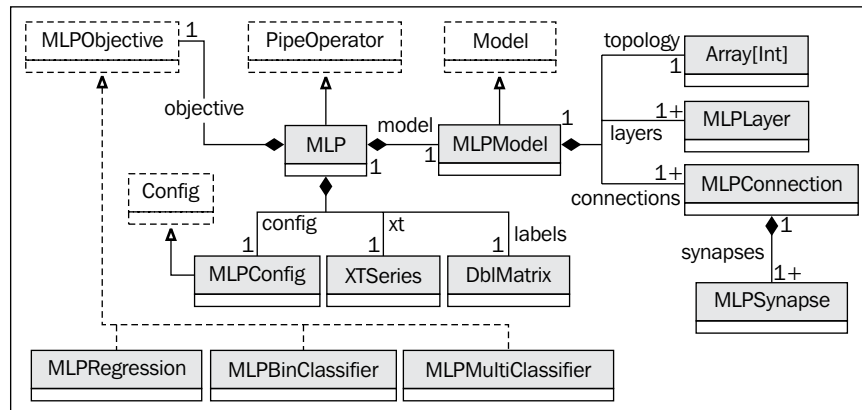 MLPObjective 1 PipeOperator Model topology Array[Int]
1
objective model 1 1+ MLPLayer
MLP MLPModel layers
1 1
Config 1+ MLPConnection
connections
config xt labels 1
synapses
1 1 1
MLPConfig XTSeries DblMatrix 1+
MLPSynapse
MLPRegression MLPBinClassifier MLPMultiClassifier